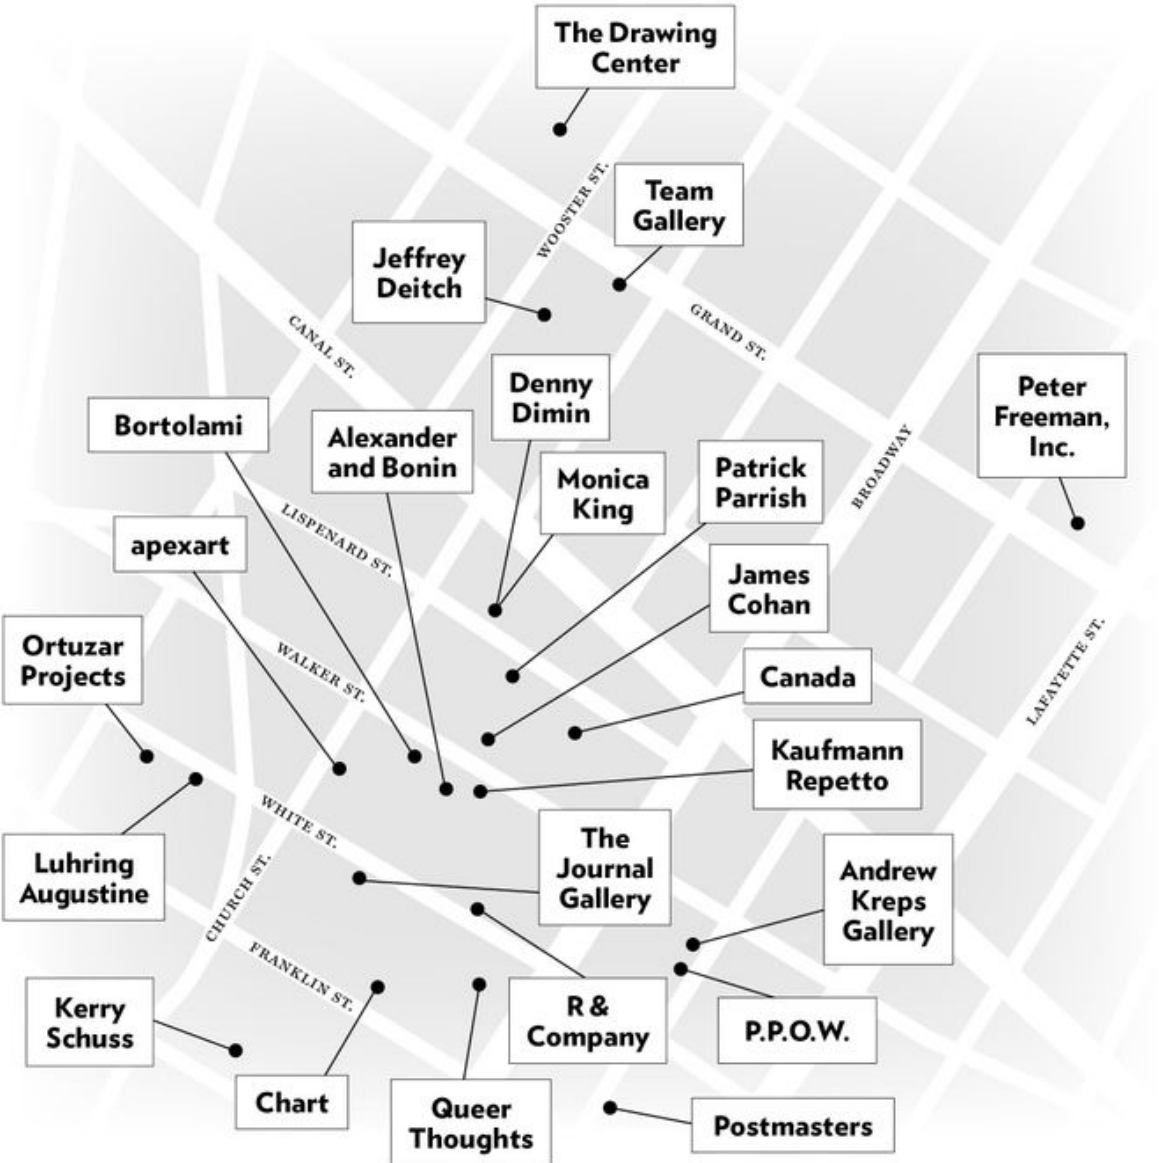 The Drawing
Center
WOOSTER ST.
Team
Gallery
Jeffrey
Deitch
CANAL ST.
GRAND ST.
Denny
Dimin
Peter
Freeman,
Inc.
Bortolami
Alexander
and Bonin
Monica
King
Patrick
Parrish
BROADWAY
LISPENARD ST.
apexart
James
Cohan
Ortuzar
Projects
WALKER ST.
Canada
LAFAYETTE ST.
Kaufmann
Repetto
WHITE ST.
Luhring
Augustine
The
Journal
Gallery
Andrew
Kreps
Gallery
CHURCH ST.
FRANKLIN ST.
Kerry
Schuss
R &
Company
P.P.O.W.
Chart
Queer
Thoughts
Postmasters